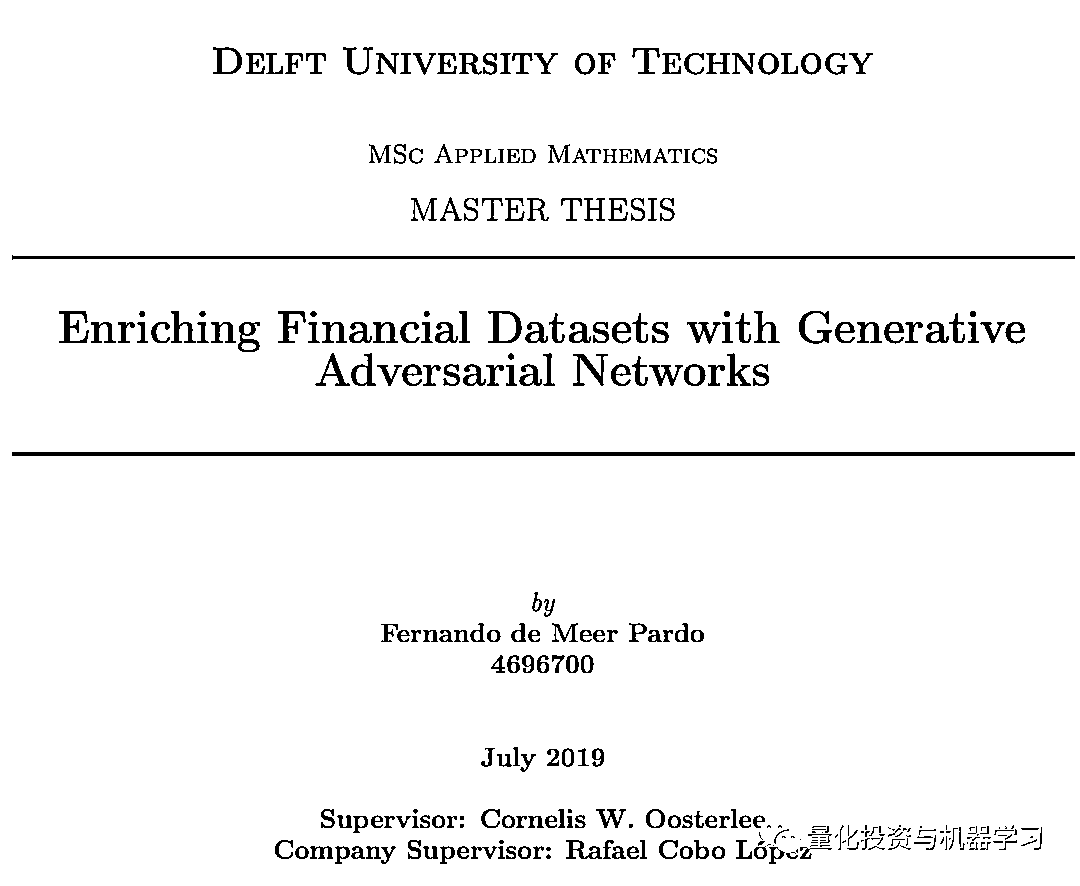 DELFT UNIVERSITY OF TECHNOLOGY
MSC APPLIED MATHEMATICS
MASTER THESIS
Enriching Financial Datasets with Generative
Adversarial Networks
by
Fernando de Meer Pardo
4696700
July 2019
Supervisor: Cornelis W. Oosterlee
Company Supervisor: Rafael Cobo López
量化投资与机器学习